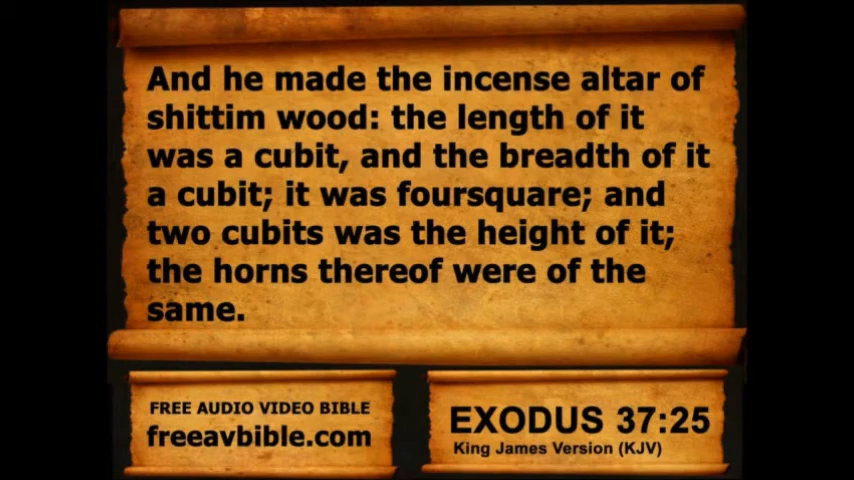 And he made the incense altar of
shittim wood: the length of it
was a cubit, and the breadth of it
a cubit; it was foursquare; and
two cubits was the height of it;
the horns thereof were of the
same.
FREE AUDIO VIDEO BIBLE
freeavbible.com
EXODUS 37:25
King James Version (KJV)